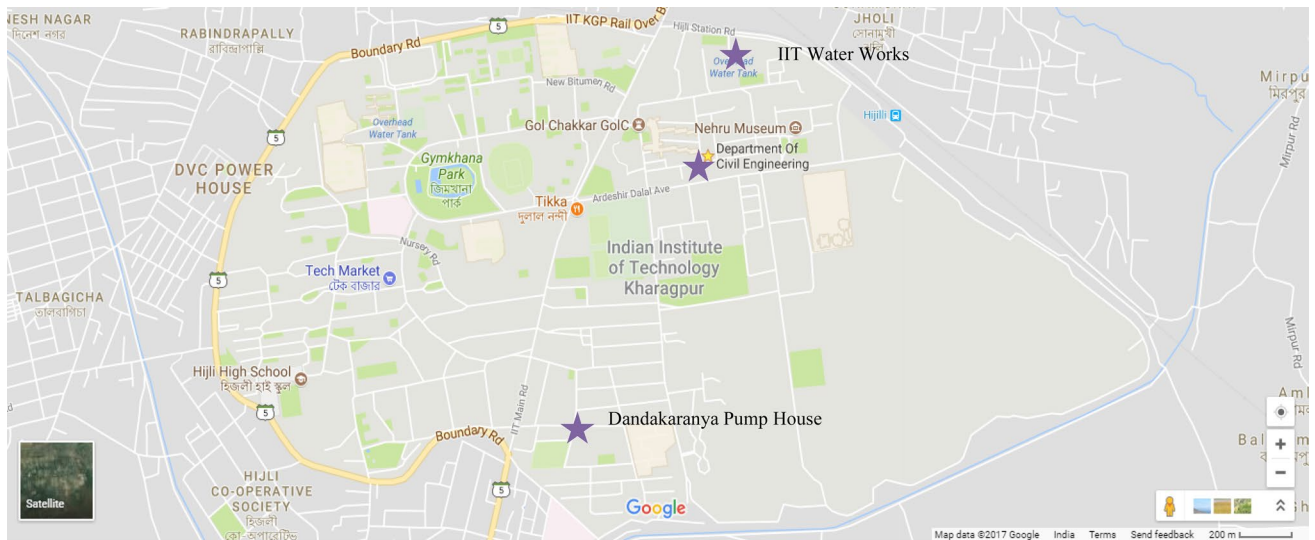 NESH NAGAR
দিনেশ নগর
RABINDRAPALLY
রাবিন্দ্রাপাল্লি
Boundary Rd
5
IIT KGP Rail Over B
Hijli Station Rd
JHOLI
সোনামুখী
Overhead
Water Tank
IIT Water Works
Mirpu
মিরপুর
Mirpur Rd
New Bitumen Rd
Overhead
Water Tank
Gol Chakkar GolC
Nehru Museum
Hijilli
5
Department Of
Civil Engineering
DVC POWER
HOUSE
Gymkhana
Park
জিমখানা
পার্ক
Tikka
দুলাল নন্দী
Ardeshir Dalal Ave
Nursery Rd
Indian Institute
of Technology
Kharagpur
5
Tech Market
টেক বাজার
TALBAGICHA
তালবাগিচা
Mirpur Rd
Hijli High School
হিজলী হাই স্কুল
5
IIT Main Rd
Dandakaranya Pump House
Boundary Rd
5
Satellite
HIJLI
CO-OPERATIVE
SOCIETY
হিজলী
কো-অপারেটিভ
Google
Map data ©2017 Google
India
Terms
Send feedback
200 m